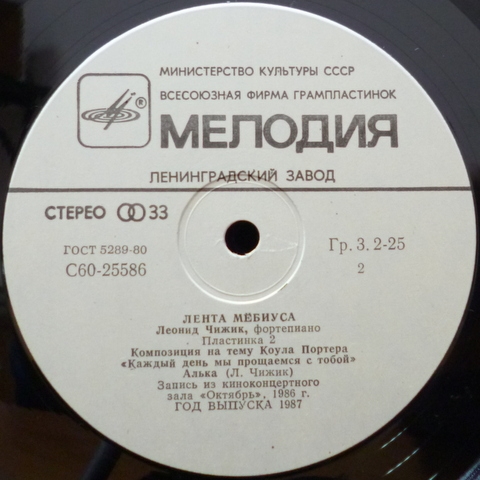 МИНИСТЕРСТВО КУЛЬТУРЫ СССР
ВСЕСОЮЗНАЯ ФИРМА ГРАМПЛАСТИНОК
®
МЕЛОДИЯ
ЛЕНИНГРАДСКИЙ ЗАВОД
СТЕРЕО 33
ГОСТ 5289-80
Гр. 3. 2-25
С60-25586
2
ЛЕНТА МЁБИУСА
Леонид Чижик, фортепиано
Пластинка 2
Композиция на тему Коула Портера
«Каждый день мы прощаемся с тобой»
Алька (Л. Чижик)
Запись из киноконцертного
зала «Октябрь», 1986 г.
ГОД ВЫПУСКА 1987